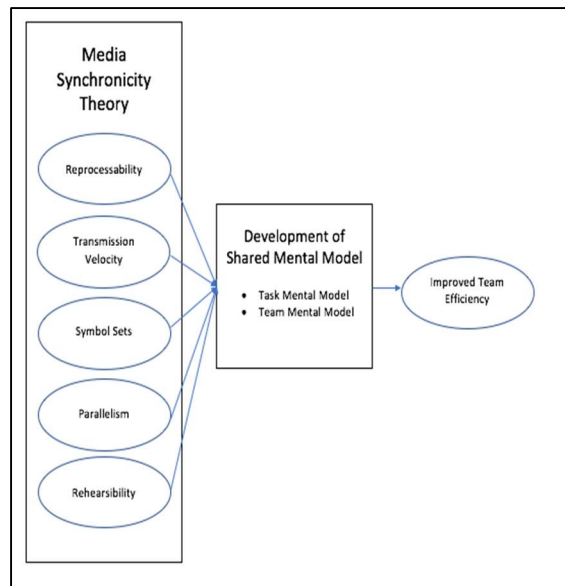 Media
Synchronicity
Theory
Reprocessability
Transmission
Velocity
Symbol Sets
Parallelism
Rehearsibility
Development of
Shared Mental Model
• Task Mental Model
• Team Mental Model
Improved Team
Efficiency